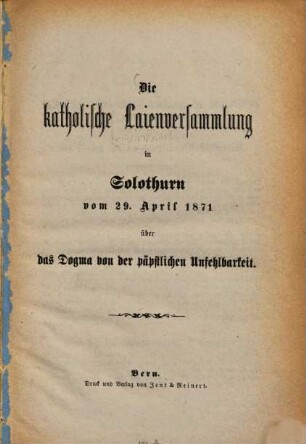 Die
katholische Laienversammlung
in
Solothurn
vom 29. April 1871
über
das Dogma von der päpstlichen Unfehlbarkeit.
Bern.
Druck und Verlag von Jent & Reinert.